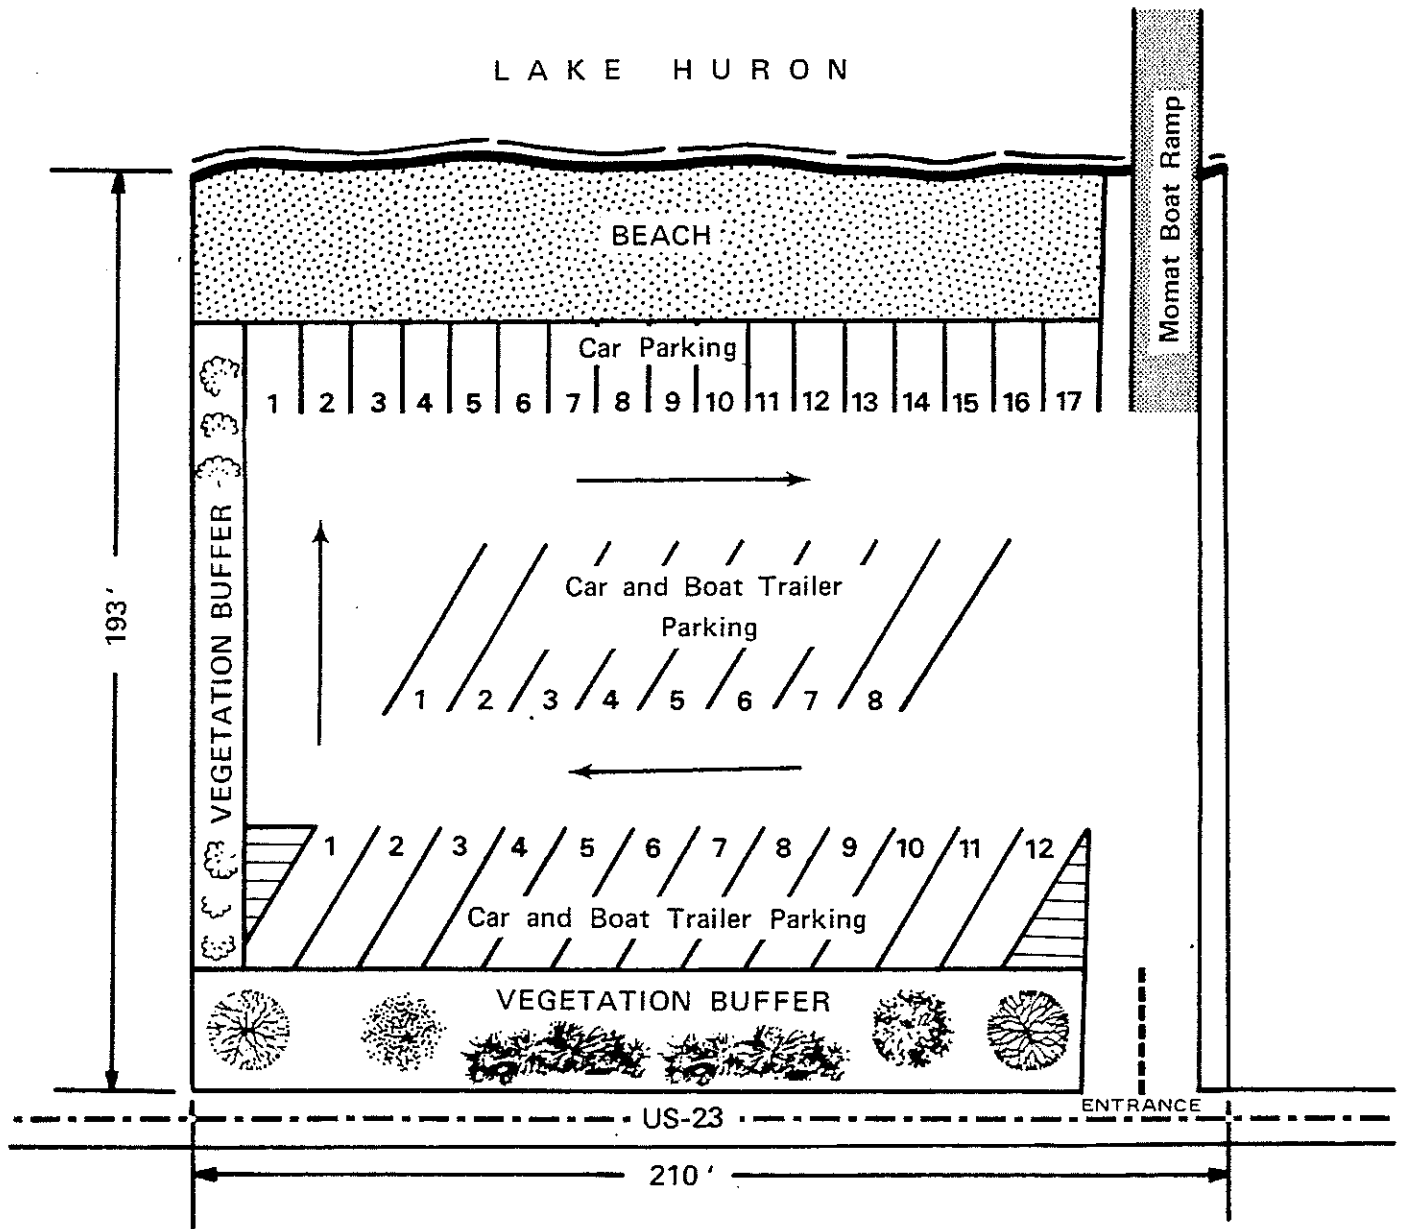 LAKE HURON
Momat Boat Ramp
BEACH
Car Parking
1 2 3 4 5 6 7 8 9 10 11 12 13 14 15 16 17
VEGETATION BUFFER
193'
Car and Boat Trailer
Parking
1 2 3 4 5 6 7 8
1 2 3 4 5 6 7 8 9 10 11 12
Car and Boat Trailer Parking
VEGETATION BUFFER
ENTRANCE
US-23
210'